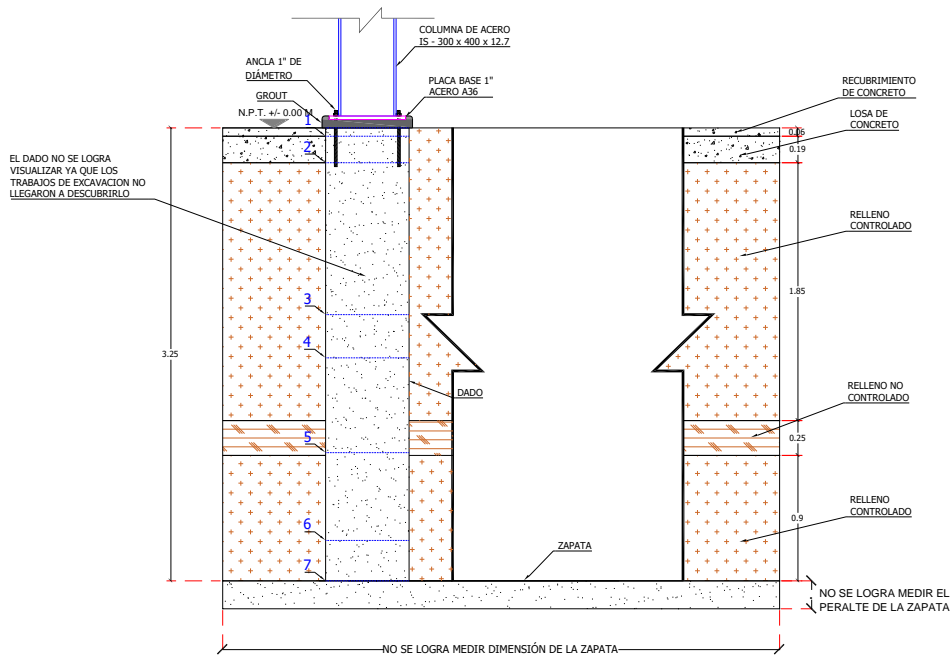 COLUMNA DE ACERO
IS - 300 x 400 x 12.7
ANCLA 1" DE
DIÁMETRO
PLACA BASE 1"
ACERO A36
GROUT
N.P.T. +/- 0.00 M
RECUBRIMIENTO
DE CONCRETO
LOSA DE
CONCRETO
1
0.06
2
0.19
EL DADO NO SE LOGRA
VISUALIZAR YA QUE LOS
TRABAJOS DE EXCAVACION NO
LLEGARON A DESCUBRIRLO
RELLENO
CONTROLADO
3
1.85
4
3.25
DADO
RELLENO NO
CONTROLADO
5
0.25
6
RELLENO
CONTROLADO
0.9
ZAPATA
7
NO SE LOGRA MEDIR EL
PERALTE DE LA ZAPATA
NO SE LOGRA MEDIR DIMENSIÓN DE LA ZAPATA